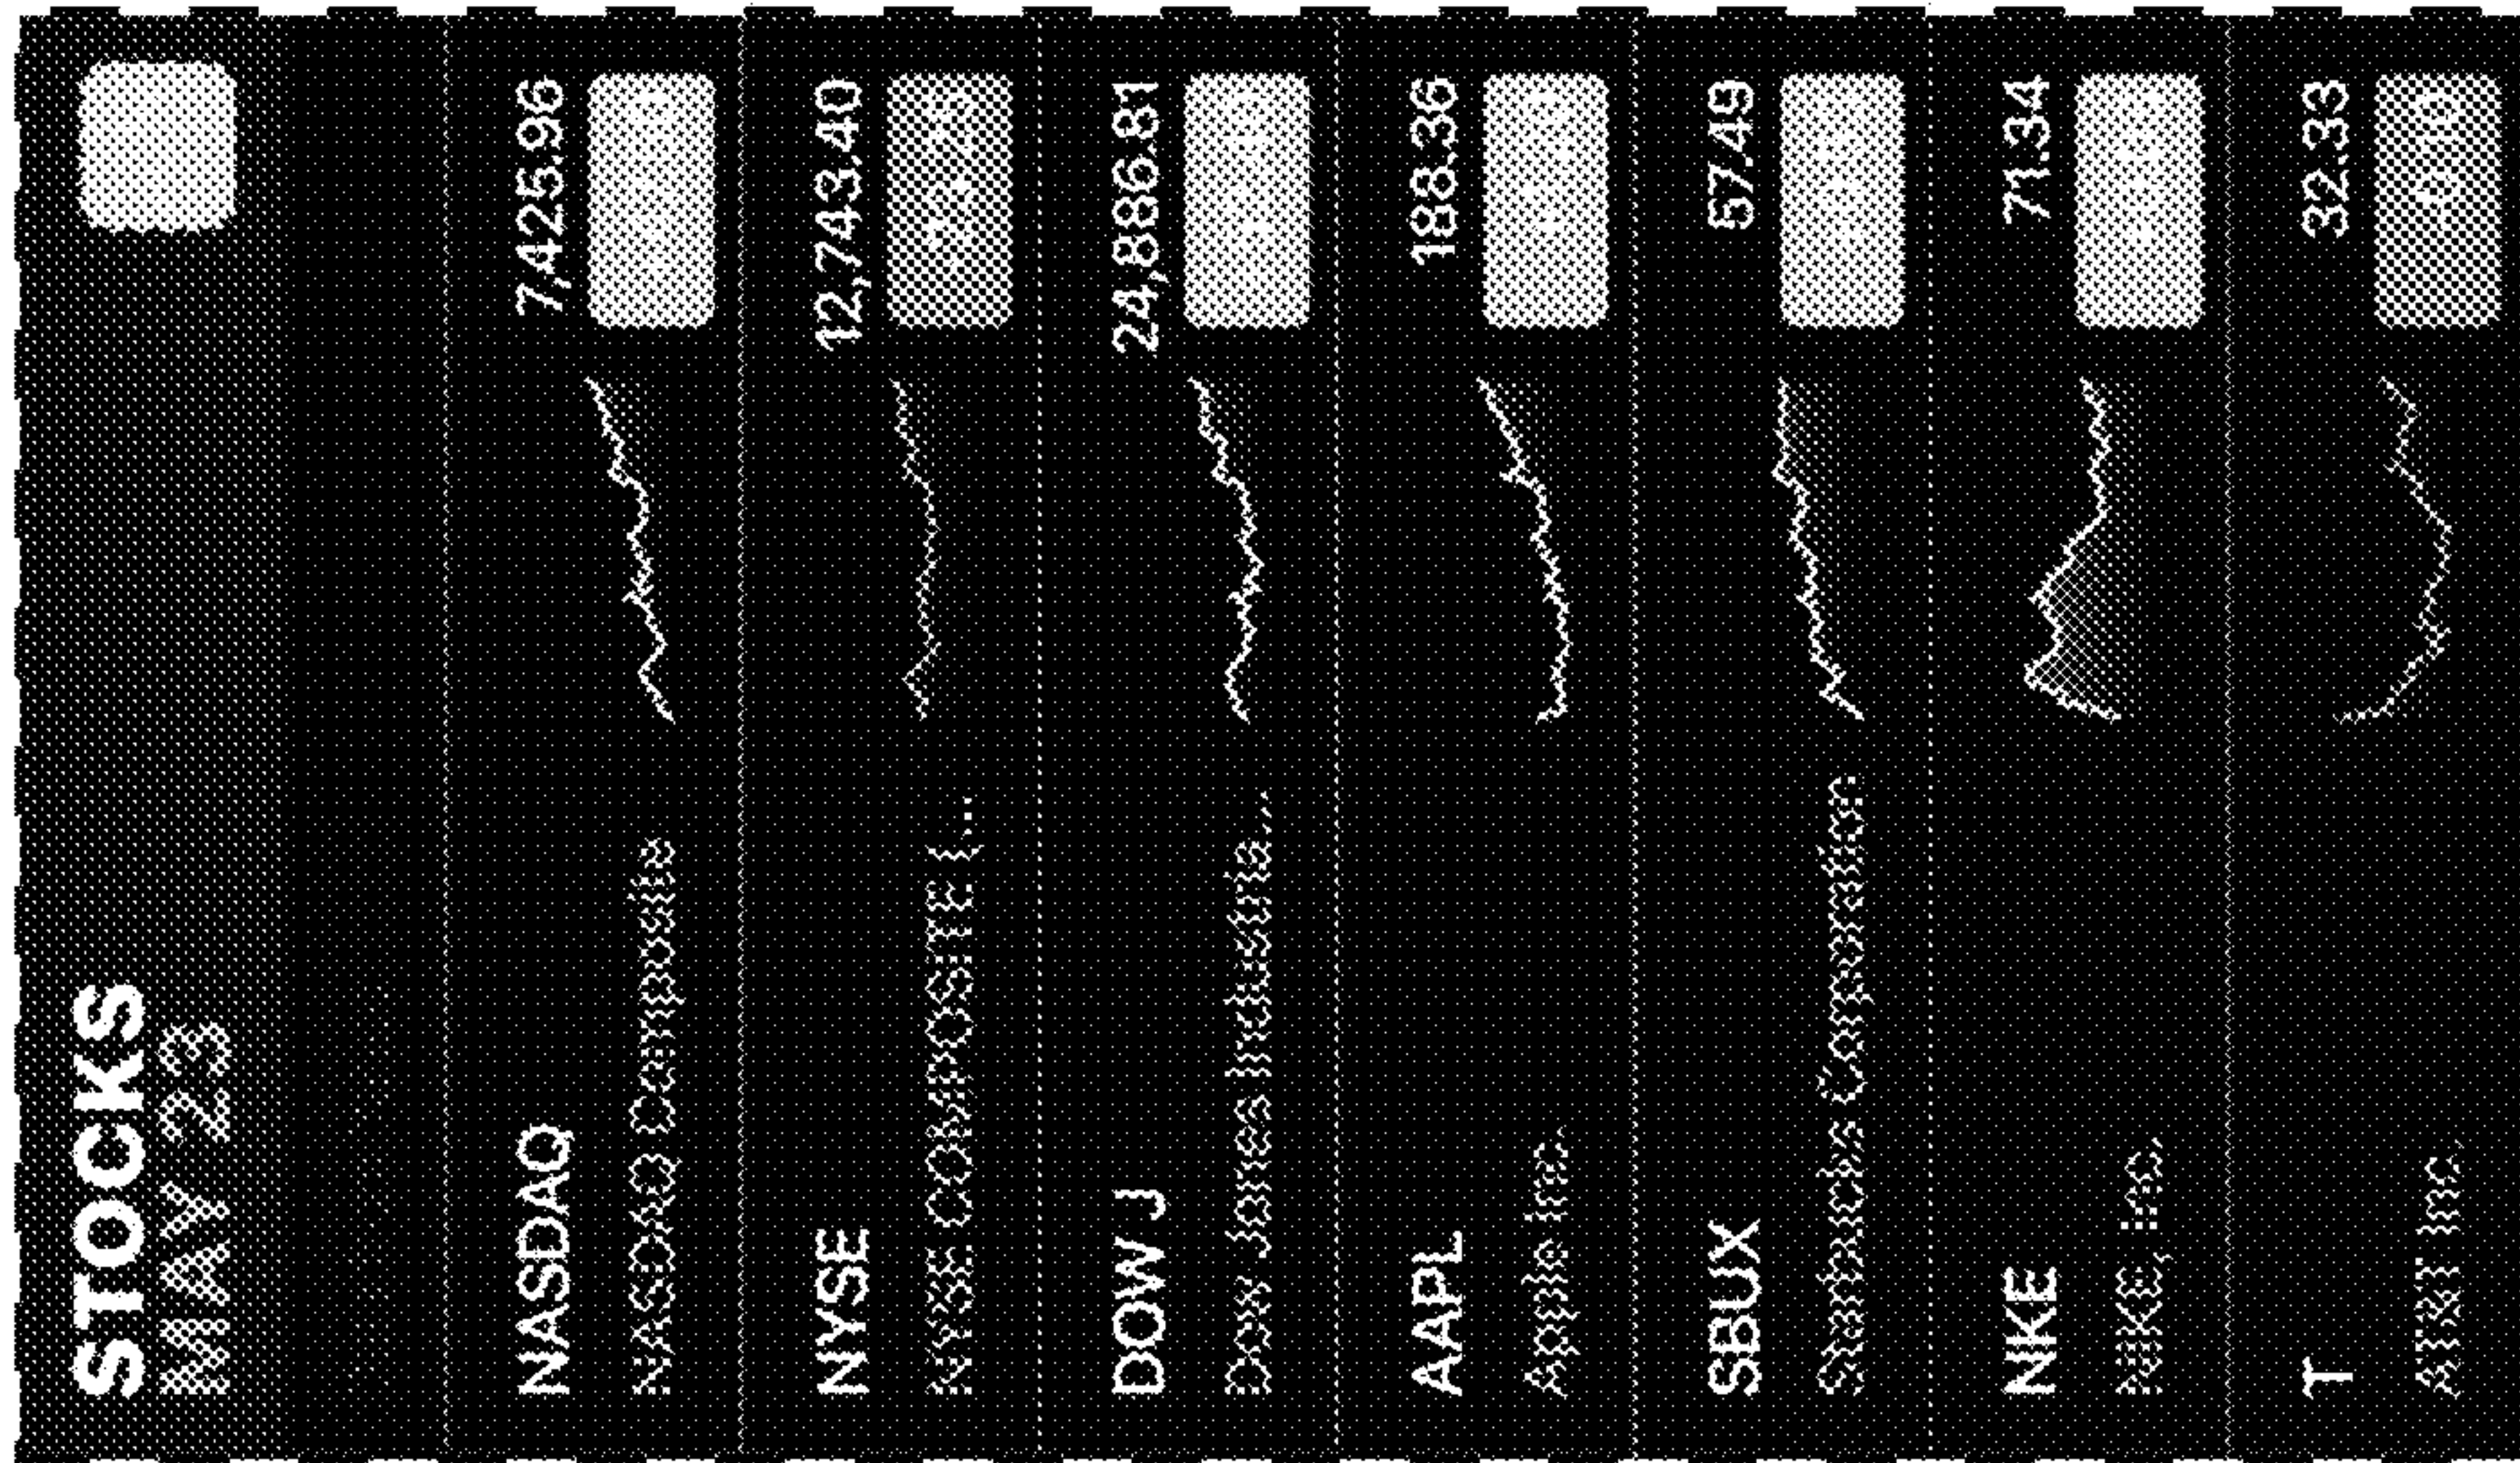 STOCKS
MAY 23
NASDAQ
7,425.96
NASDAQ Composite
NYSE
12,743.40
NYSE COMPOSITE (...
DOW J
24,886.81
Dow Jones Industria...
AAPL
188.36
Apple Inc.
SBUX
57.49
Starbucks Corporation
NKE
71.34
NIKE, Inc.
T
32.33
AT&T Inc.